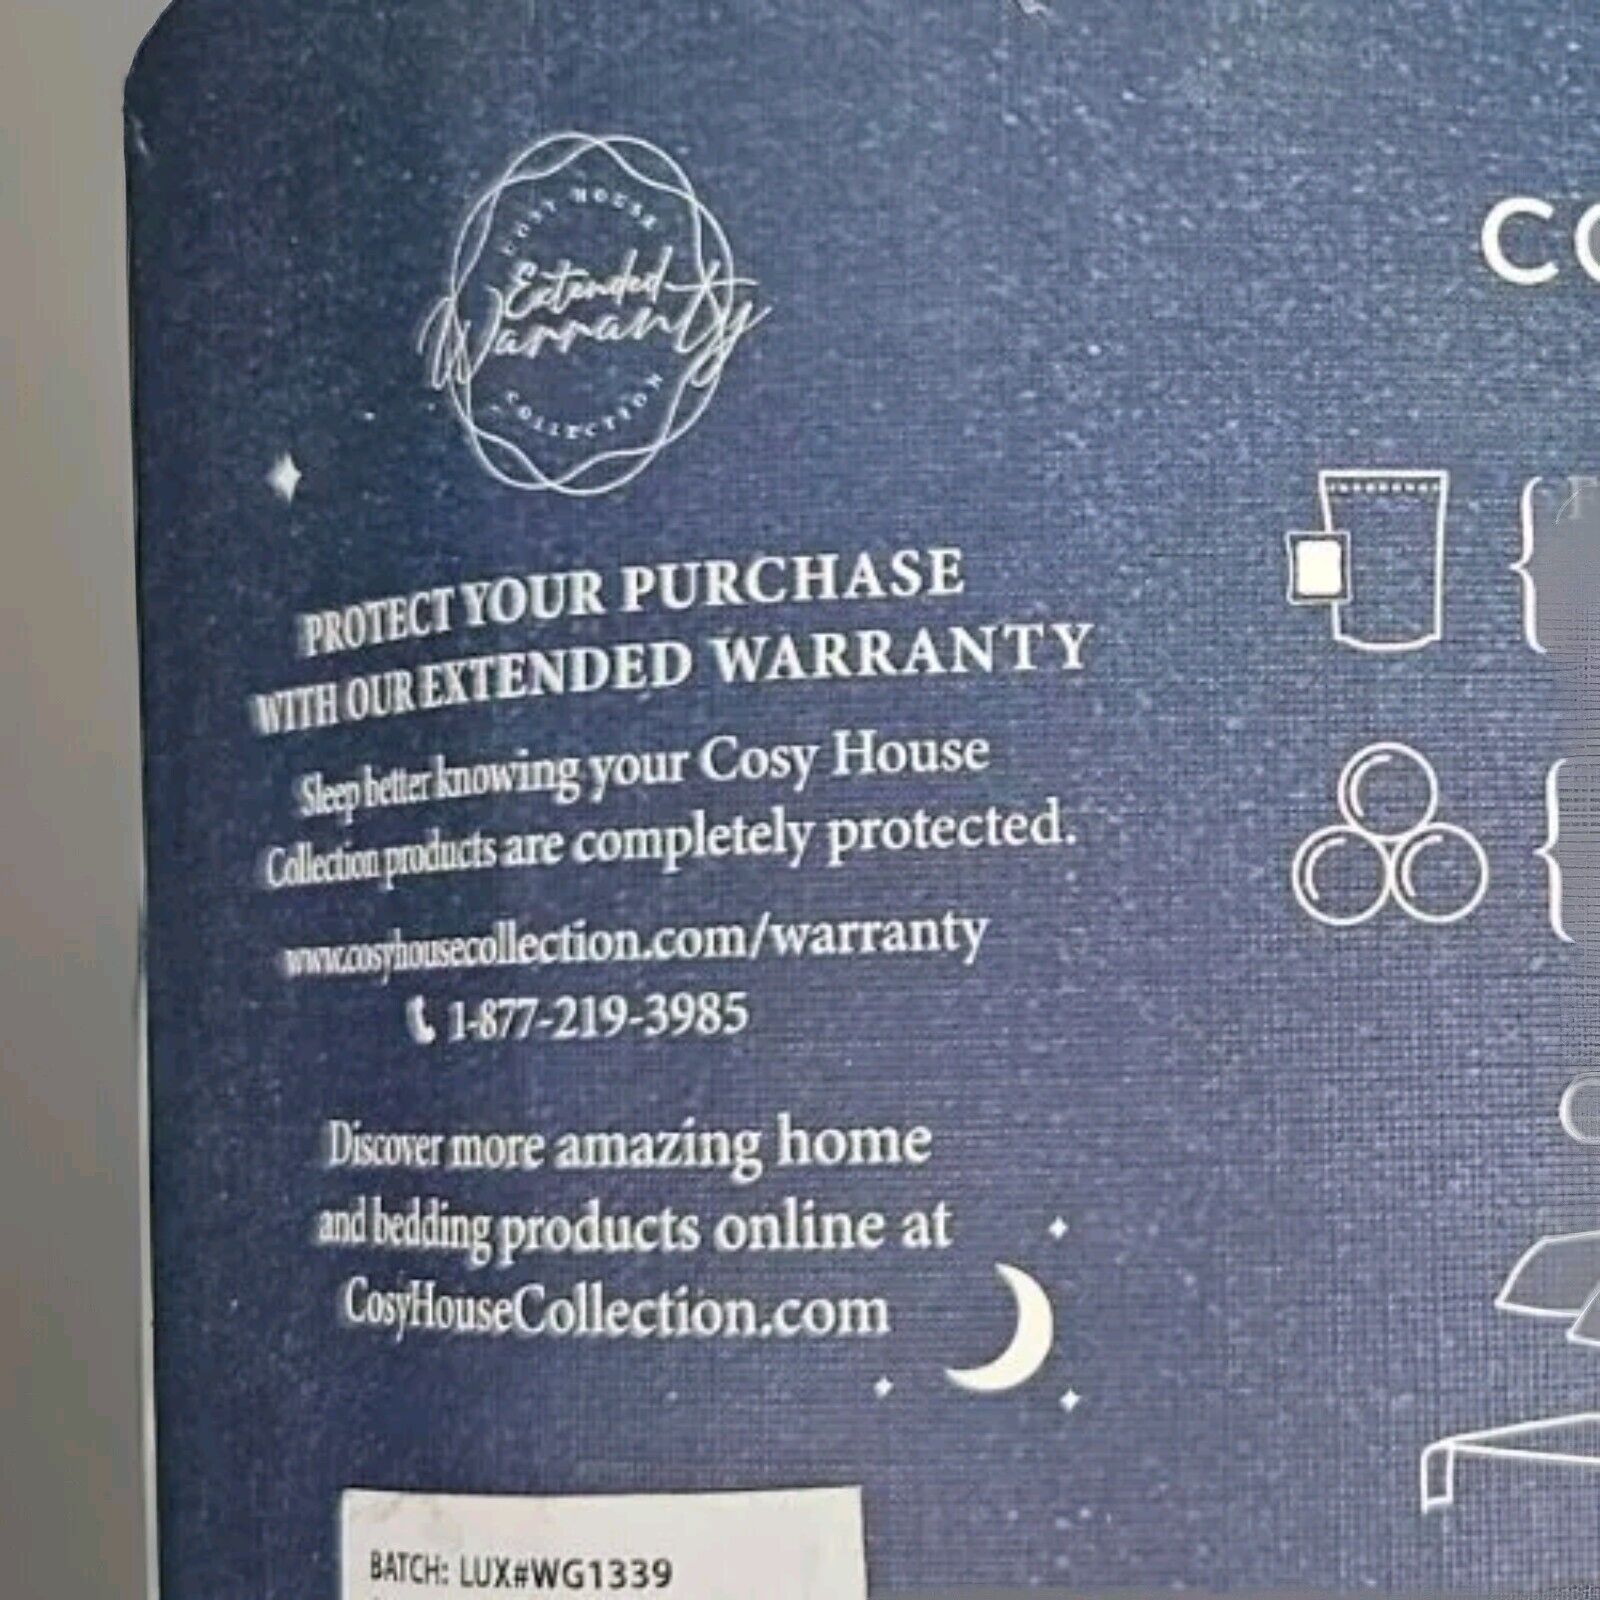 COSY HOUSE
Extended
Warranty
COLLECTION
PROTECT YOUR PURCHASE
WITH OUR EXTENDED WARRANTY
Sleep better knowing your Cosy House
Collection products are completely protected.
www.cosyhousecollection.com/warranty
1-877-219-3985
Discover more amazing home
and bedding products online at
CosyHouseCollection.com
BATCH: LUX#WG1339
CO